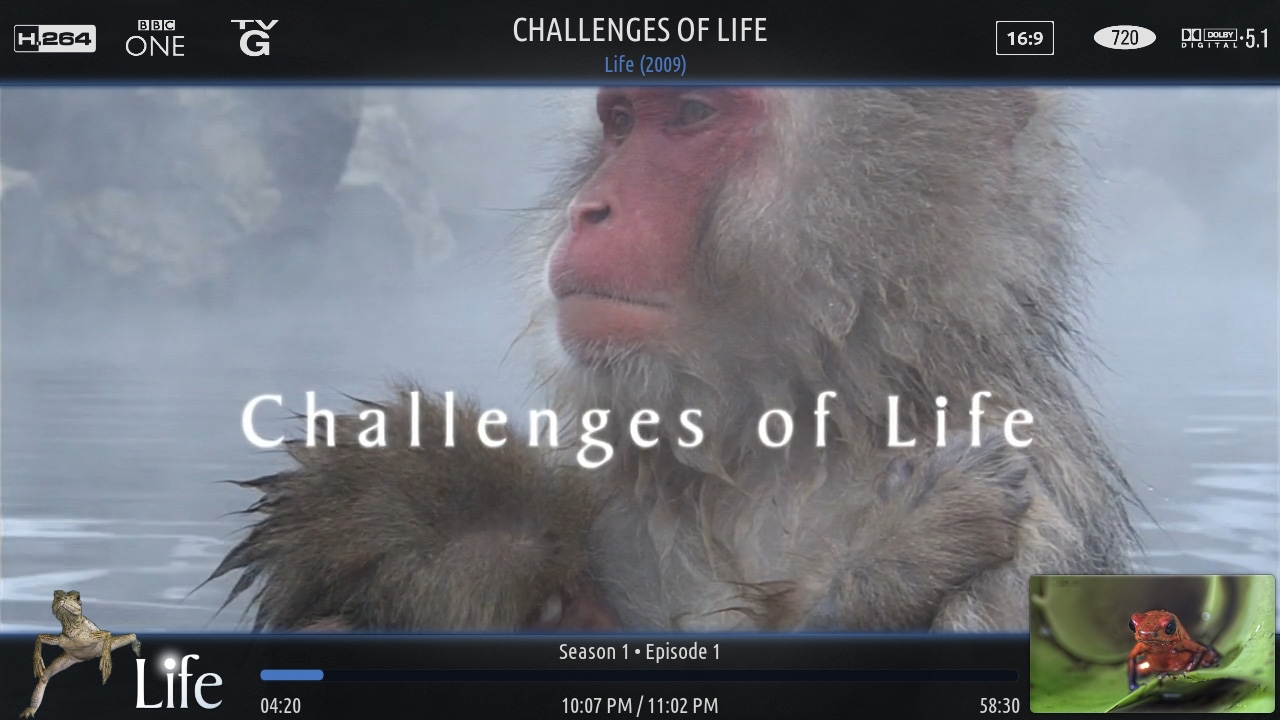 H.264
BBC
ONE
TV
G
CHALLENGES OF LIFE
Life (2009)
16:9
720
DOLBY
DIGITAL
5.1
Challenges of Life
Life
Season 1 • Episode 1
04:20
10:07 PM / 11:02 PM
58:30